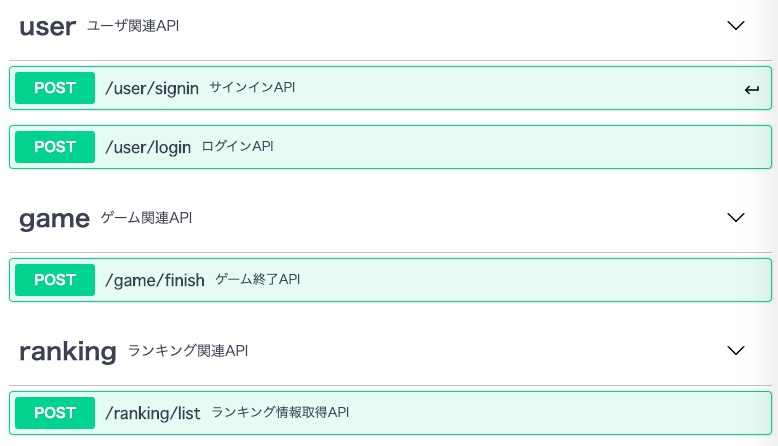 user ユーザ関連API
POST /user/signin サインインAPI
POST /user/login ログインAPI
game ゲーム関連API
POST /game/finish ゲーム終了API
ranking ランキング関連API
POST /ranking/list ランキング情報取得API